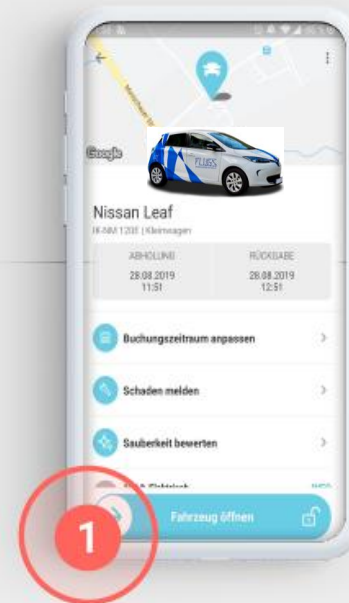 Google
FLUGS
Nissan Leaf
ABHOLUNG
RÜCKGABE
28.08.2019
11:51
28.08.2019
12:51
Buchungszeitraum anpassen
Schaden melden
Sauberkeit bewerten
INFO
Fahrzeug öffnen
1